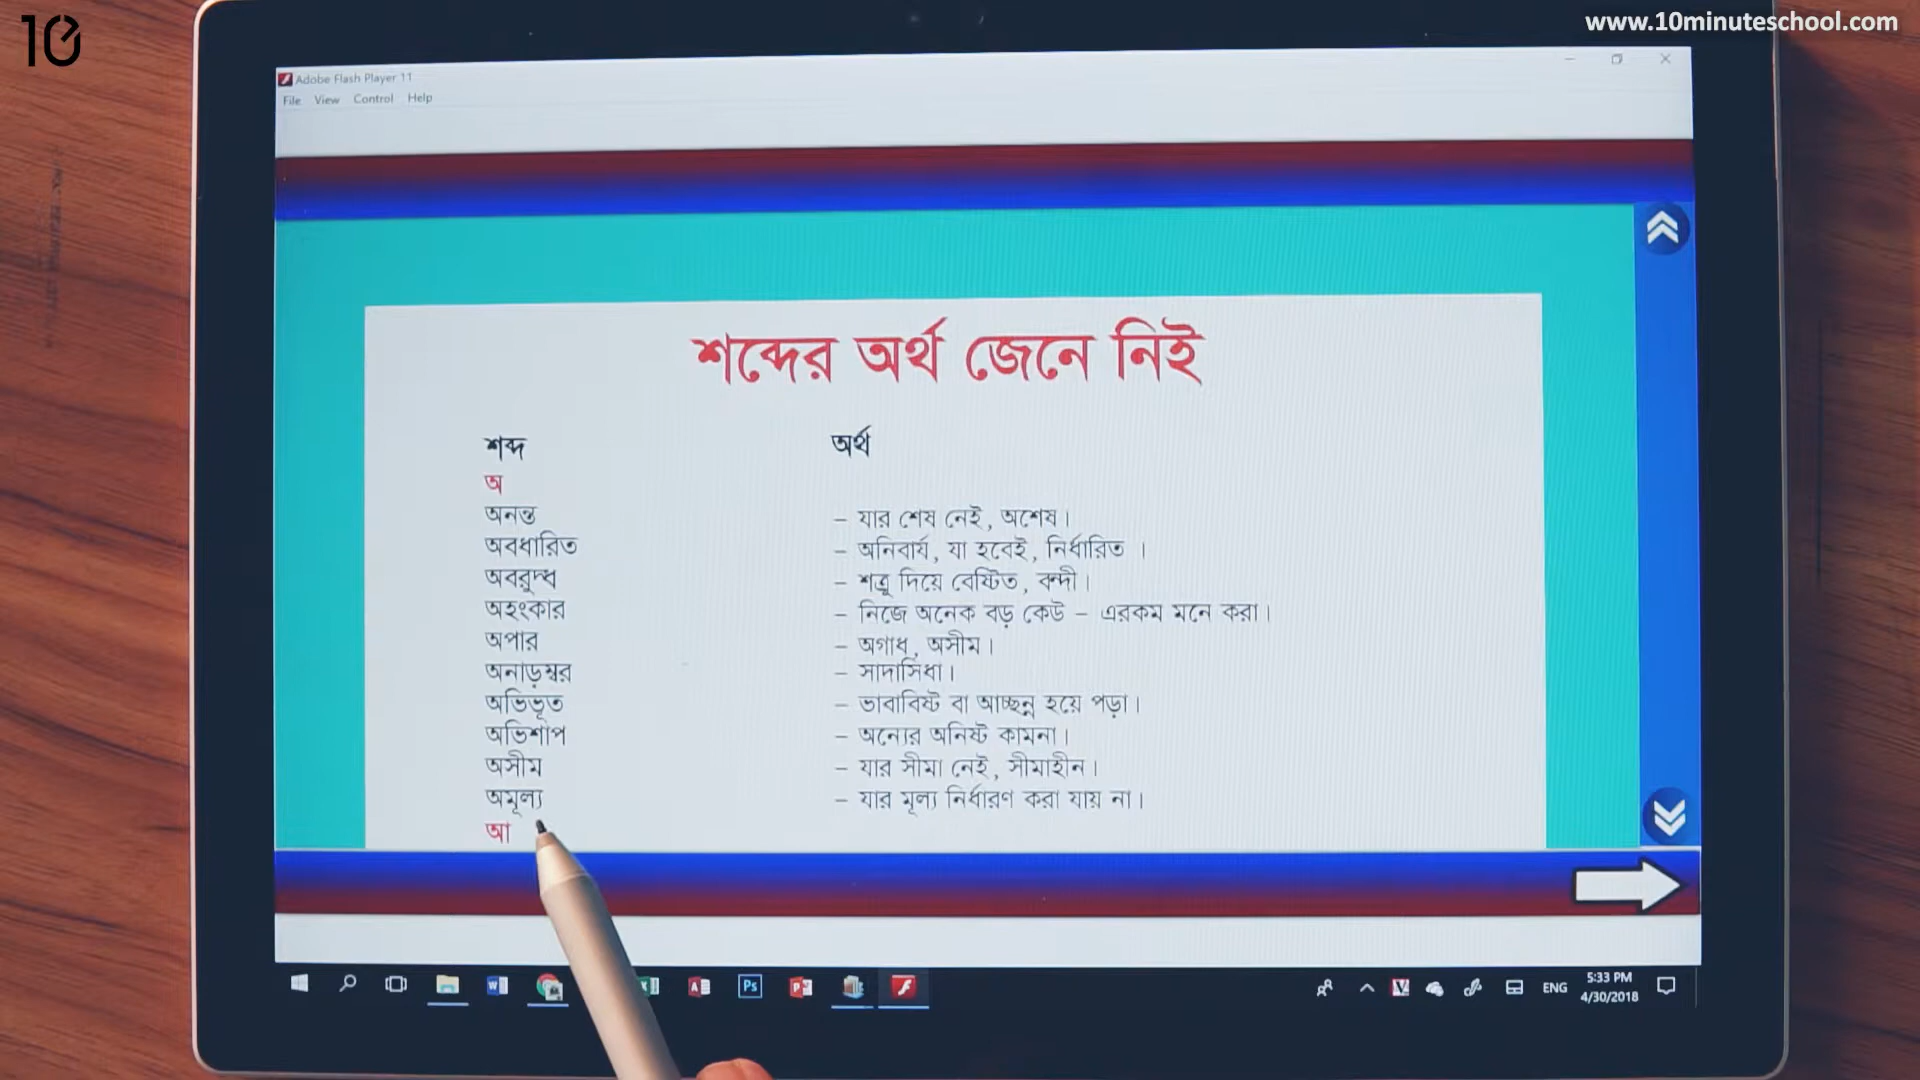 10
www.10minuteschool.com
Adobe Flash Player 11
File View Control Help
শব্দের অর্থ জেনে নিই
শব্দ অর্থ
অ
অনন্ত – যার শেষ নেই, অশেষ।
অবধারিত – অনিবার্য, যা হবেই, নির্ধারিত ।
অবরুদ্ধ – শত্রু দিয়ে বেষ্টিত, বন্দী।
অহংকার – নিজে অনেক বড় কেউ – এরকম মনে করা।
অপার – অগাধ, অসীম।
অনাড়ম্বর – সাদাসিধা।
অভিভূত – ভাবাবিষ্ট বা আচ্ছন্ন হয়ে পড়া।
অভিশাপ – অন্যের অনিষ্ট কামনা।
অসীম – যার সীমা নেই, সীমাহীন।
অমূল্য – যার মূল্য নির্ধারণ করা যায় না।
আ
Ps
ENG
5:33 PM
4/30/2018